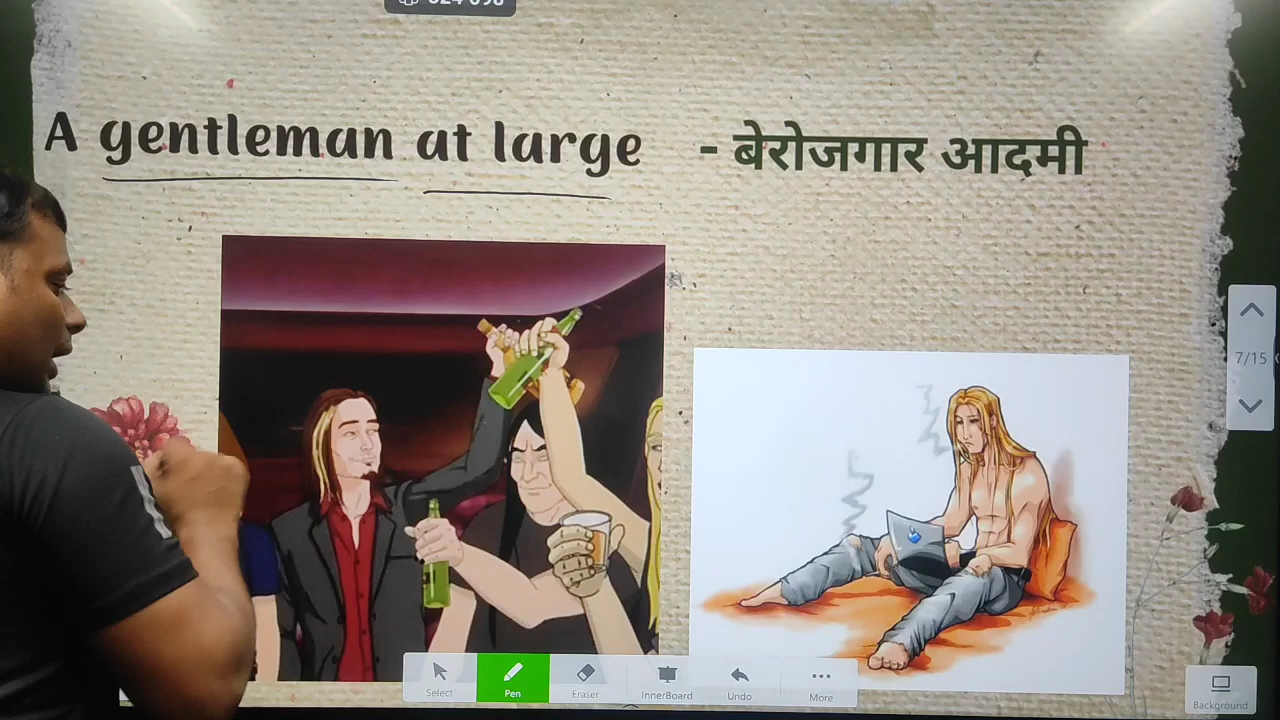 A gentleman at large - बेरोजगार आदमी
7/15
Select
Pen
Eraser
InnerBoard
Undo
More
Background